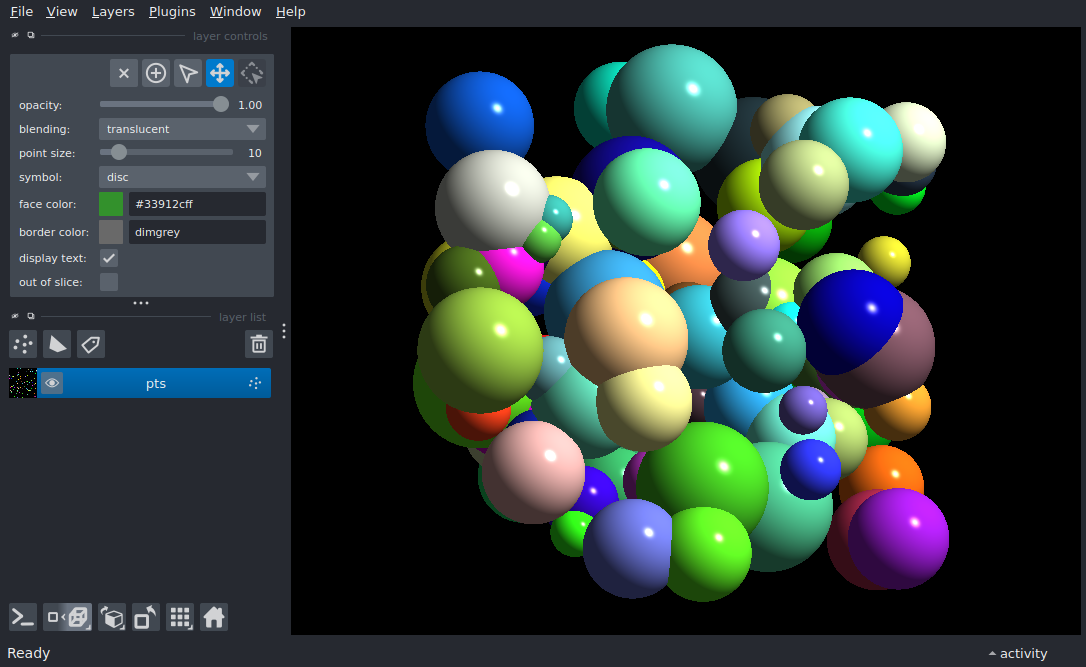 File View Layers Plugins Window Help
layer controls
opacity: 1.00
blending: translucent
point size: 10
symbol: disc
face color: #33912cff
border color: dimgrey
display text:
out of slice:
layer list
pts
Ready
activity